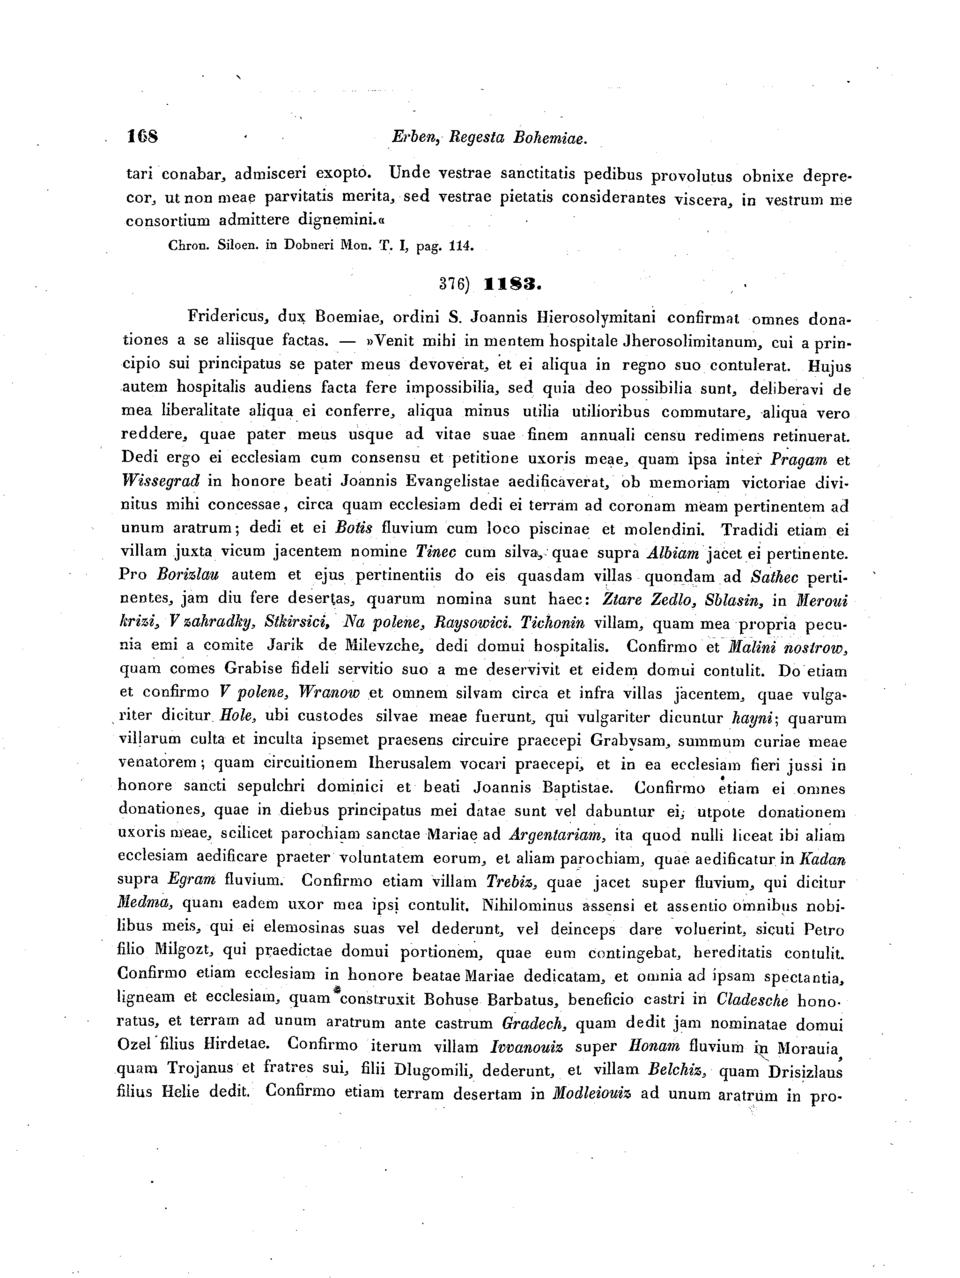 168 Erben, Regesta Bohemiae.
tari conabar, admisceri exopto. Unde vestrae sanctitatis pedibus provolutus obnixe depre-
cor, ut non meae parvitatis merita, sed vestrae pietatis considerantes viscera, in vestrum me
consortium admittere dignemini.«
Chron. Siloen. in Dobneri Mon. T. I, pag. 114.
376) 1183.
Fridericus, dux Boemiae, ordini S. Joannis Hierosolymitani confirmat omnes dona-
tiones a se aliisque factas. — »Venit mihi in mentem hospitale Jherosolimitanum, cui a prin-
cipio sui principatus se pater meus devoverat, et ei aliqua in regno suo contulerat. Hujus
autem hospitalis audiens facta fere impossibilia, sed quia deo possibilia sunt, deliberavi de
mea liberalitate aliqua ei conferre, aliqua minus utilia utilioribus commutare, aliqua vero
reddere, quae pater meus usque ad vitae suae finem annuali censu redimens retinuerat.
Dedi ergo ei ecclesiam cum consensu et petitione uxoris meae, quam ipsa inter Pragam et
Wissegrad in honore beati Joannis Evangelistae aedificaverat, ob memoriam victoriae divi-
nitus mihi concessae, circa quam ecclesiam dedi ei terram ad coronam meam pertinentem ad
unum aratrum; dedi et ei Botis fluvium cum loco piscinae et molendini. Tradidi etiam ei
villam juxta vicum jacentem nomine Tinec cum silva, quae supra Albiam jacet ei pertinente.
Pro Borizlau autem et ejus pertinentiis do eis quasdam villas quondam ad Sathec perti-
nentes, jam diu fere desertas, quarum nomina sunt haec: Ztare Zedlo, Sblasin, in Meroui
krizi, V zahradky, Stkirsici, Na polene, Raysowici. Tichonin villam, quam mea propria pecu-
nia emi a comite Jarik de Milevzche, dedi domui hospitalis. Confirmo et Malini nostrow,
quam comes Grabise fideli servitio suo a me deservivit et eidem domui contulit. Do etiam
et confirmo V polene, Wranow et omnem silvam circa et infra villas jacentem, quae vulga-
riter dicitur Hole, ubi custodes silvae meae fuerunt, qui vulgariter dicuntur hayni; quarum
villarum culta et inculta ipsemet praesens circuire praecepi Grabysam, summum curiae meae
venatorem; quam circuitionem Iherusalem vocari praecepi, et in ea ecclesiam fieri jussi in
honore sancti sepulchri dominici et beati Joannis Baptistae. Confirmo etiam ei omnes
donationes, quae in diebus principatus mei datae sunt vel dabuntur ei, utpote donationem
uxoris meae, scilicet parochiam sanctae Mariae ad Argentariam, ita quod nulli liceat ibi aliam
ecclesiam aedificare praeter voluntatem eorum, et aliam parochiam, quae aedificatur in Kadan
supra Egram fluvium. Confirmo etiam villam Trebiz, quae jacet super fluvium, qui dicitur
Medma, quam eadem uxor mea ipsi contulit. Nihilominus assensi et assentio omnibus nobi-
libus meis, qui ei elemosinas suas vel dederunt, vel deinceps dare voluerint, sicuti Petro
filio Milgozt, qui praedictae domui portionem, quae eum contingebat, hereditatis contulit.
Confirmo etiam ecclesiam in honore beatae Mariae dedicatam, et omnia ad ipsam spectantia,
ligneam et ecclesiam, quam construxit Bohuse Barbatus, beneficio castri in Cladesche hono-
ratus, et terram ad unum aratrum ante castrum Gradech, quam dedit jam nominatae domui
Ozel filius Hirdetae. Confirmo iterum villam Ivvanouiz super Honam fluvium in Morauia,
quam Trojanus et fratres sui, filii Dlugomili, dederunt, et villam Belchiz, quam Drisizlaus
filius Helie dedit. Confirmo etiam terram desertam in Modleiouiz ad unum aratrum in pro-